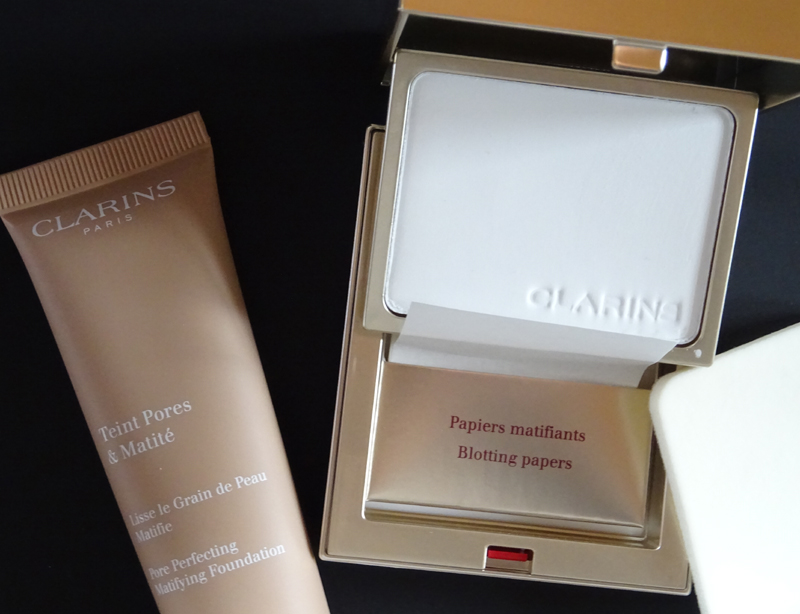 CLARINS
PARIS
Teint Pores
& Matité
Lisse le Grain de Peau
Matifie
Pore Perfecting
Matifying Foundation
CLARINS
Papiers matifiants
Blotting papers